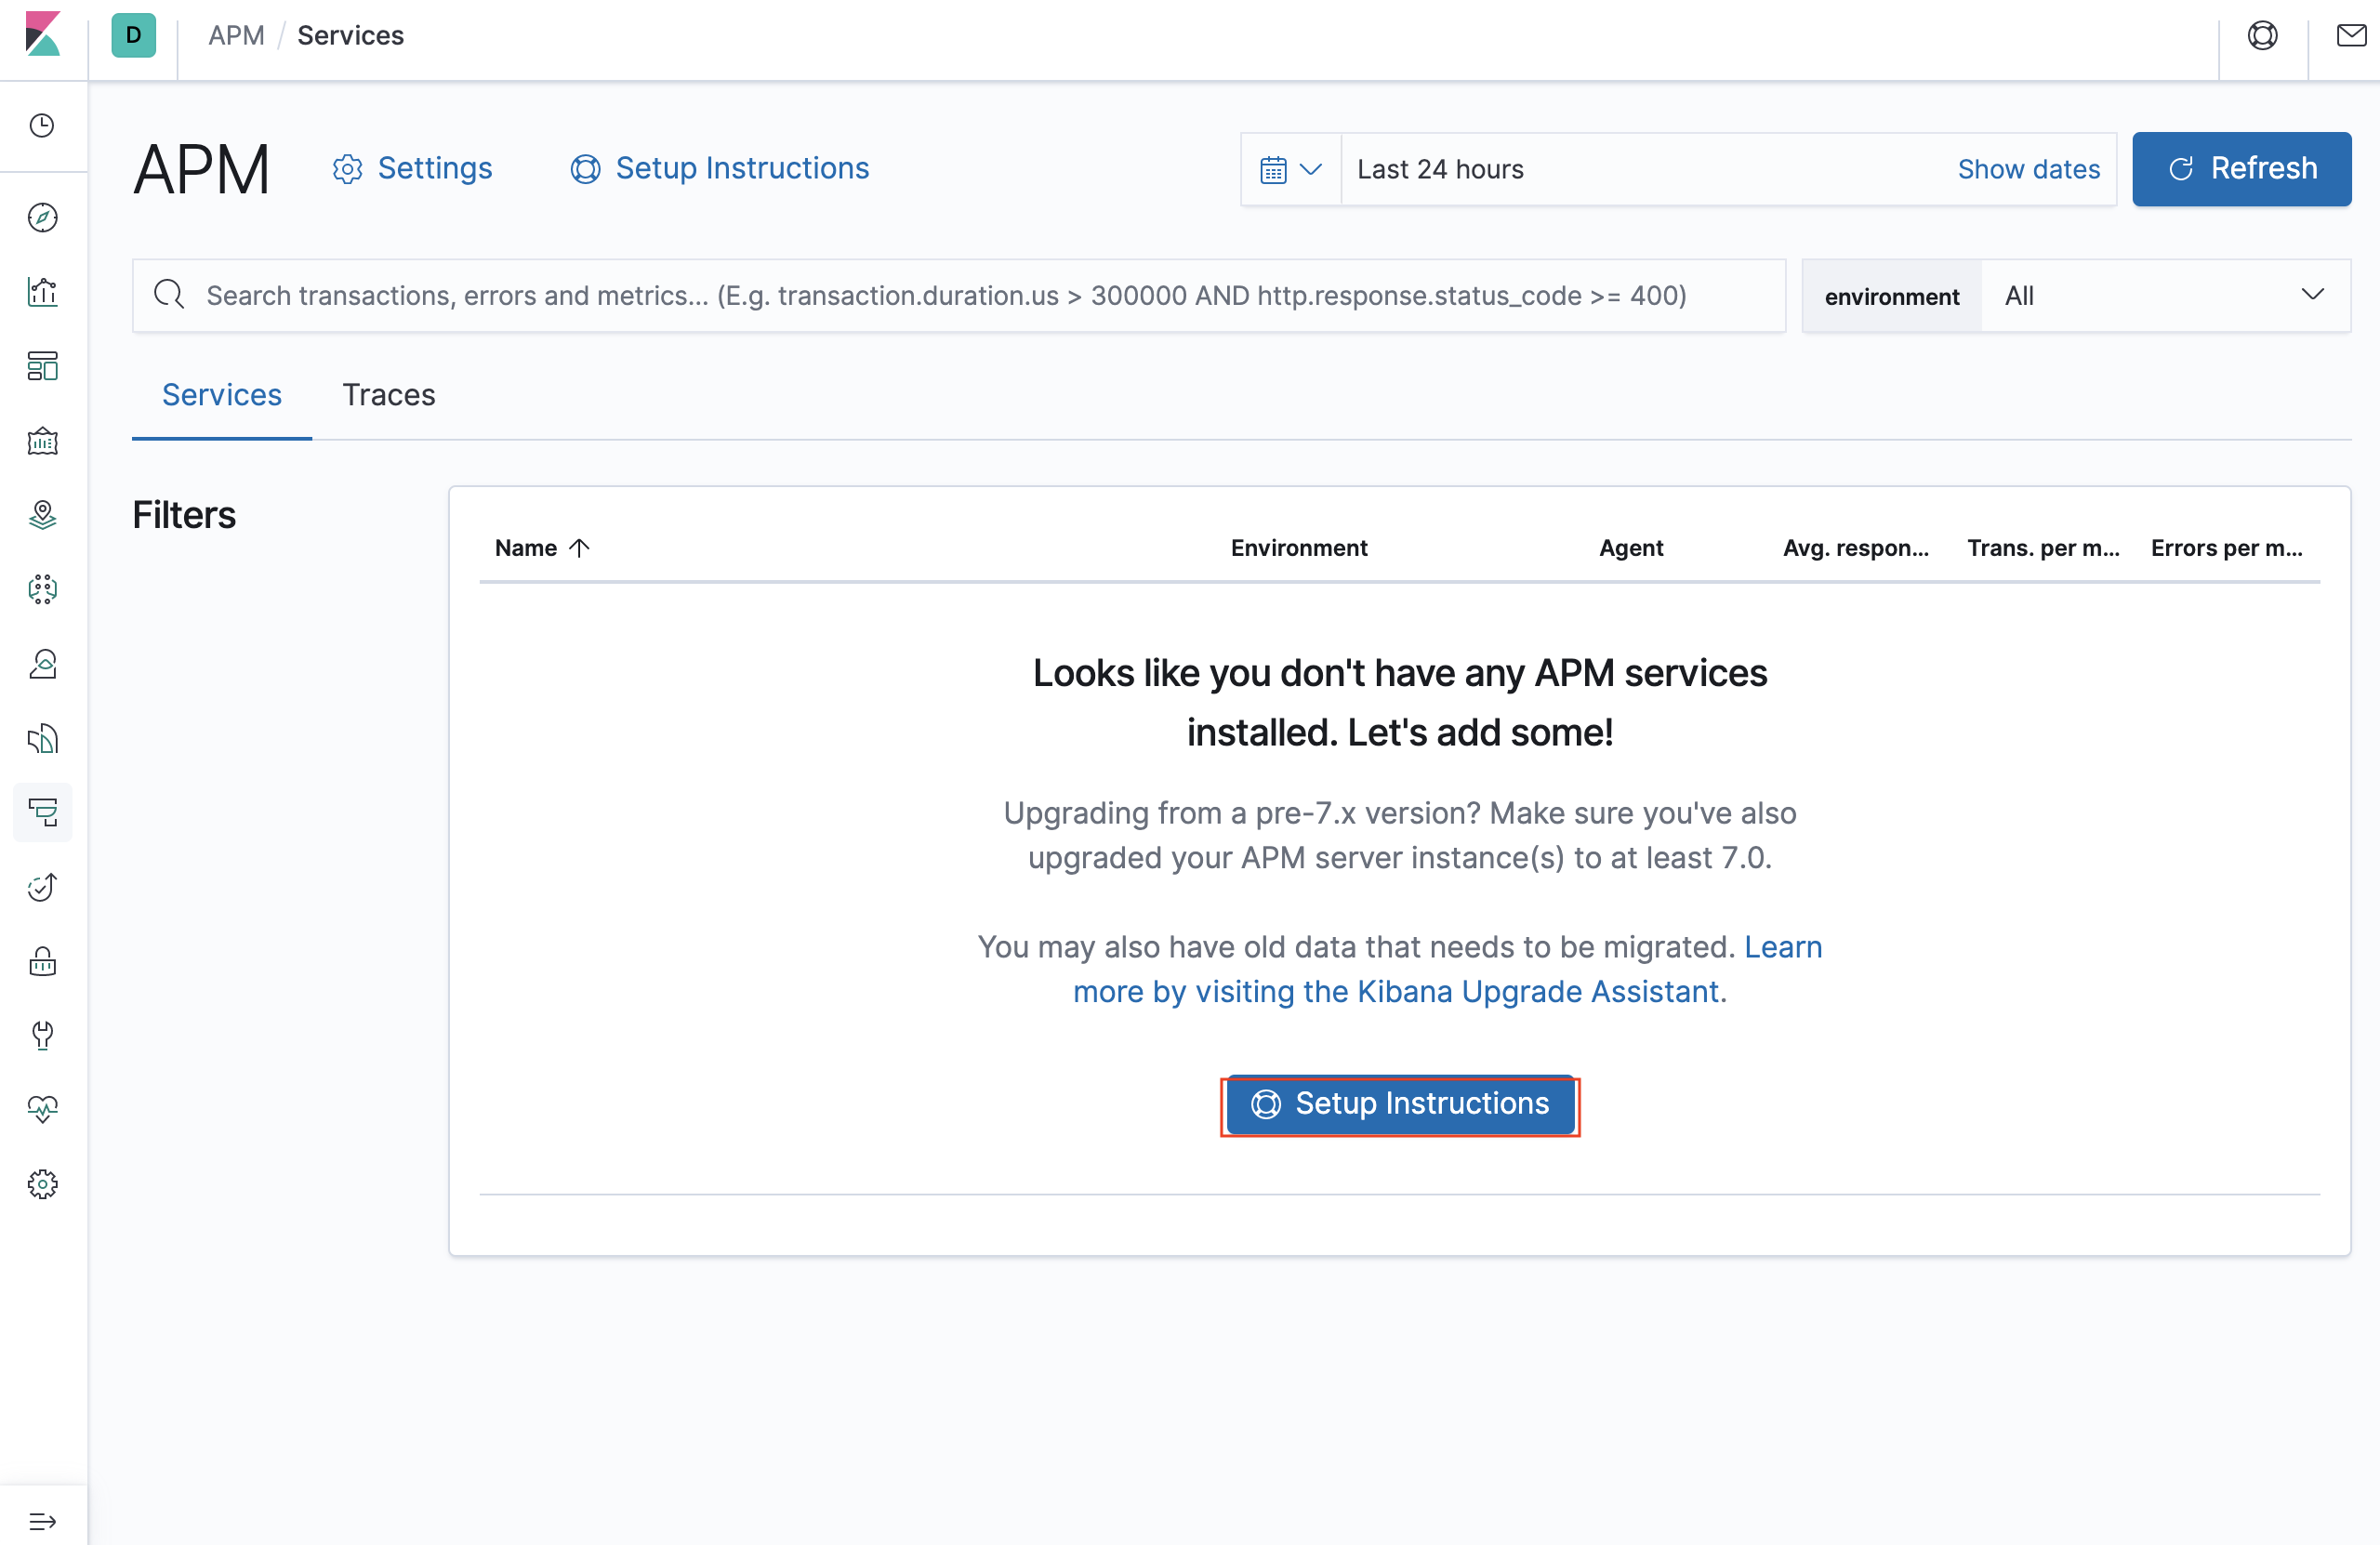 D
APM / Services
APM
Settings
Setup Instructions
Last 24 hours
Show dates
Refresh
Search transactions, errors and metrics... (E.g. transaction.duration.us > 300000 AND http.response.status_code >= 400)
environment
All
Services
Traces
Filters
Name
Environment
Agent
Avg. respon...
Trans. per m...
Errors per m...
Looks like you don't have any APM services
installed. Let's add some!
Upgrading from a pre-7.x version? Make sure you've also
upgraded your APM server instance(s) to at least 7.0.
You may also have old data that needs to be migrated. Learn
more by visiting the Kibana Upgrade Assistant.
Setup Instructions